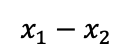 x₁ − x₂